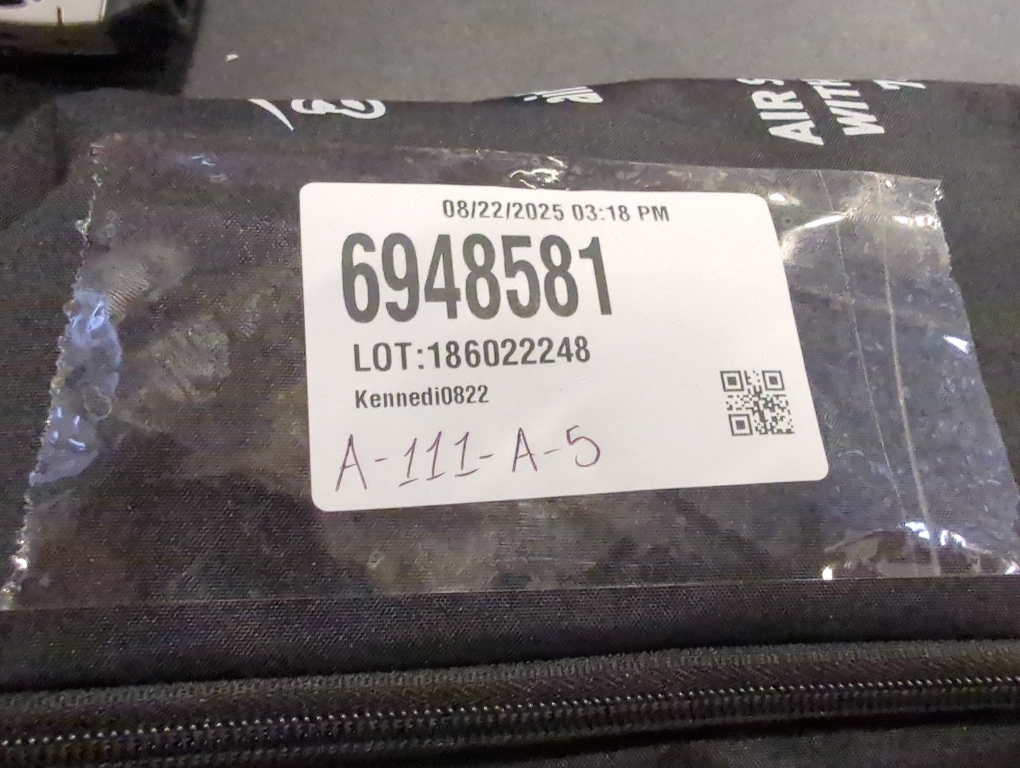 AIR
WITH
08/22/2025 03:18 PM
6948581
LOT:186022248
Kennedi0822
A-111-A-5